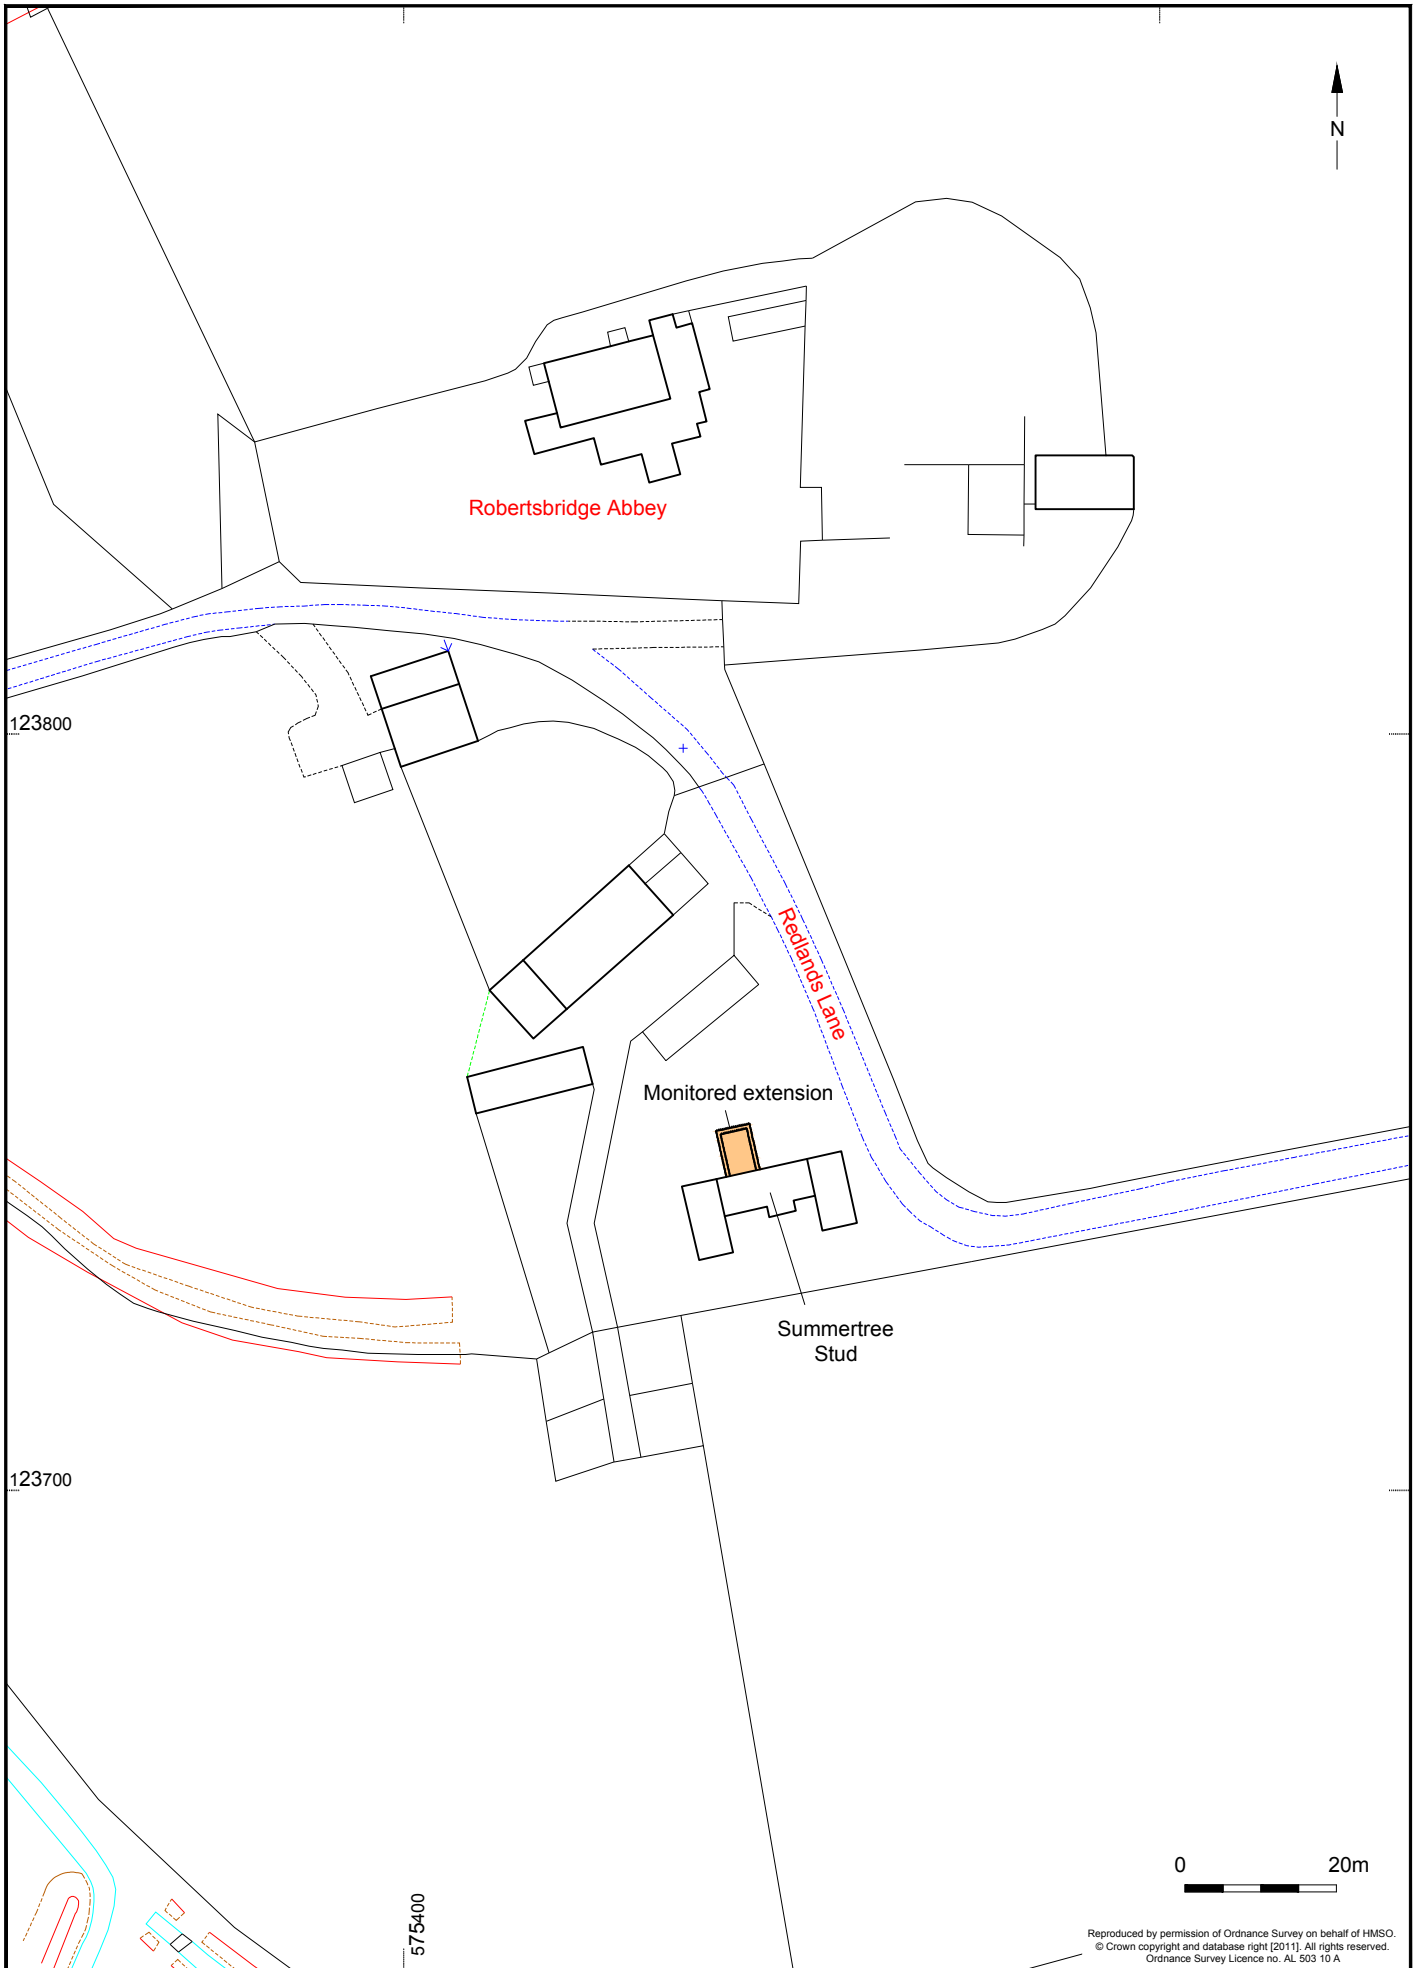 N
Robertsbridge Abbey
123800
Redlands Lane
Monitored extension
Summertree
Stud
123700
0 20m
575400
Reproduced by permission of Ordnance Survey on behalf of HMSO.
© Crown copyright and database right [2011]. All rights reserved.
Ordnance Survey Licence no. AL 503 10 A